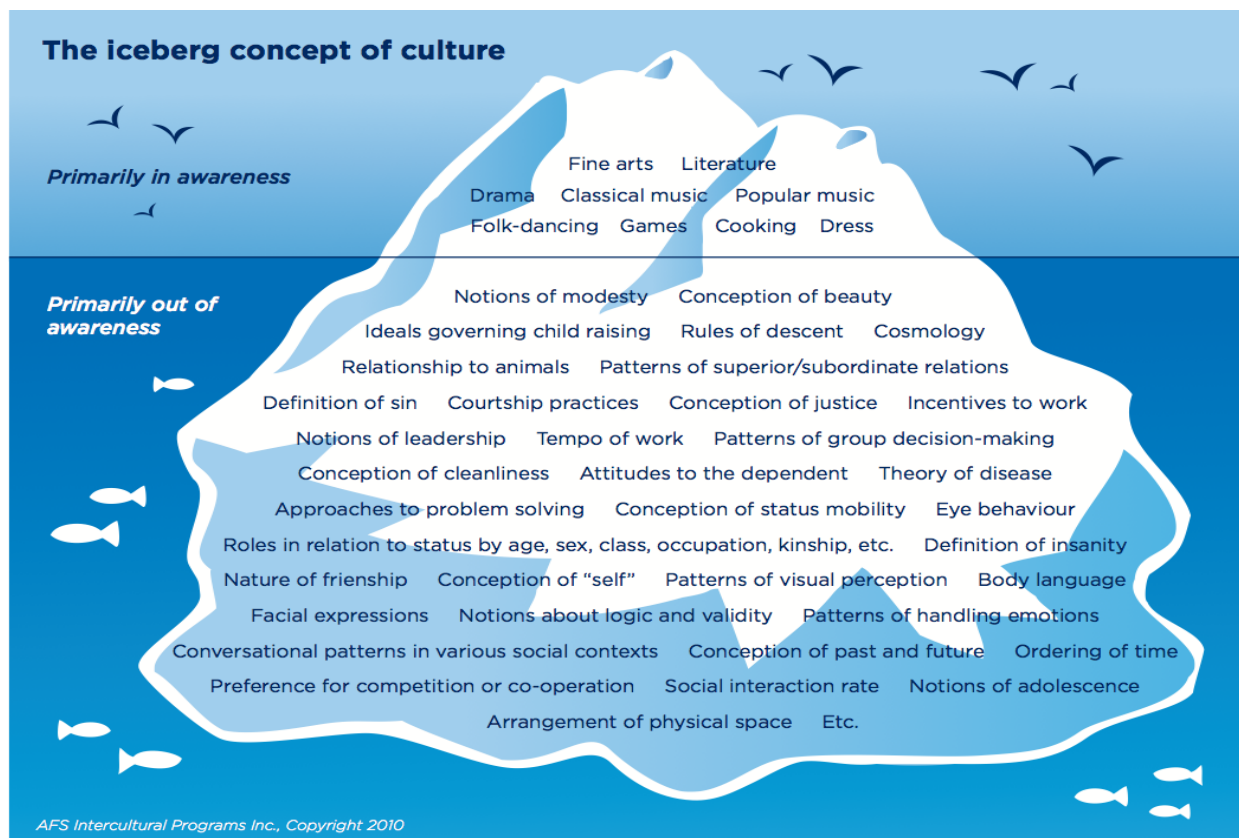 The iceberg concept of culture
Primarily in awareness
Fine arts Literature
Drama Classical music Popular music
Folk-dancing Games Cooking Dress
Primarily out of
awareness
Notions of modesty Conception of beauty
Ideals governing child raising Rules of descent Cosmology
Relationship to animals Patterns of superior/subordinate relations
Definition of sin Courtship practices Conception of justice Incentives to work
Notions of leadership Tempo of work Patterns of group decision-making
Conception of cleanliness Attitudes to the dependent Theory of disease
Approaches to problem solving Conception of status mobility Eye behaviour
Roles in relation to status by age, sex, class, occupation, kinship, etc. Definition of insanity
Nature of frienship Conception of “self” Patterns of visual perception Body language
Facial expressions Notions about logic and validity Patterns of handling emotions
Conversational patterns in various social contexts Conception of past and future Ordering of time
Preference for competition or co-operation Social interaction rate Notions of adolescence
Arrangement of physical space Etc.
AFS Intercultural Programs Inc., Copyright 2010